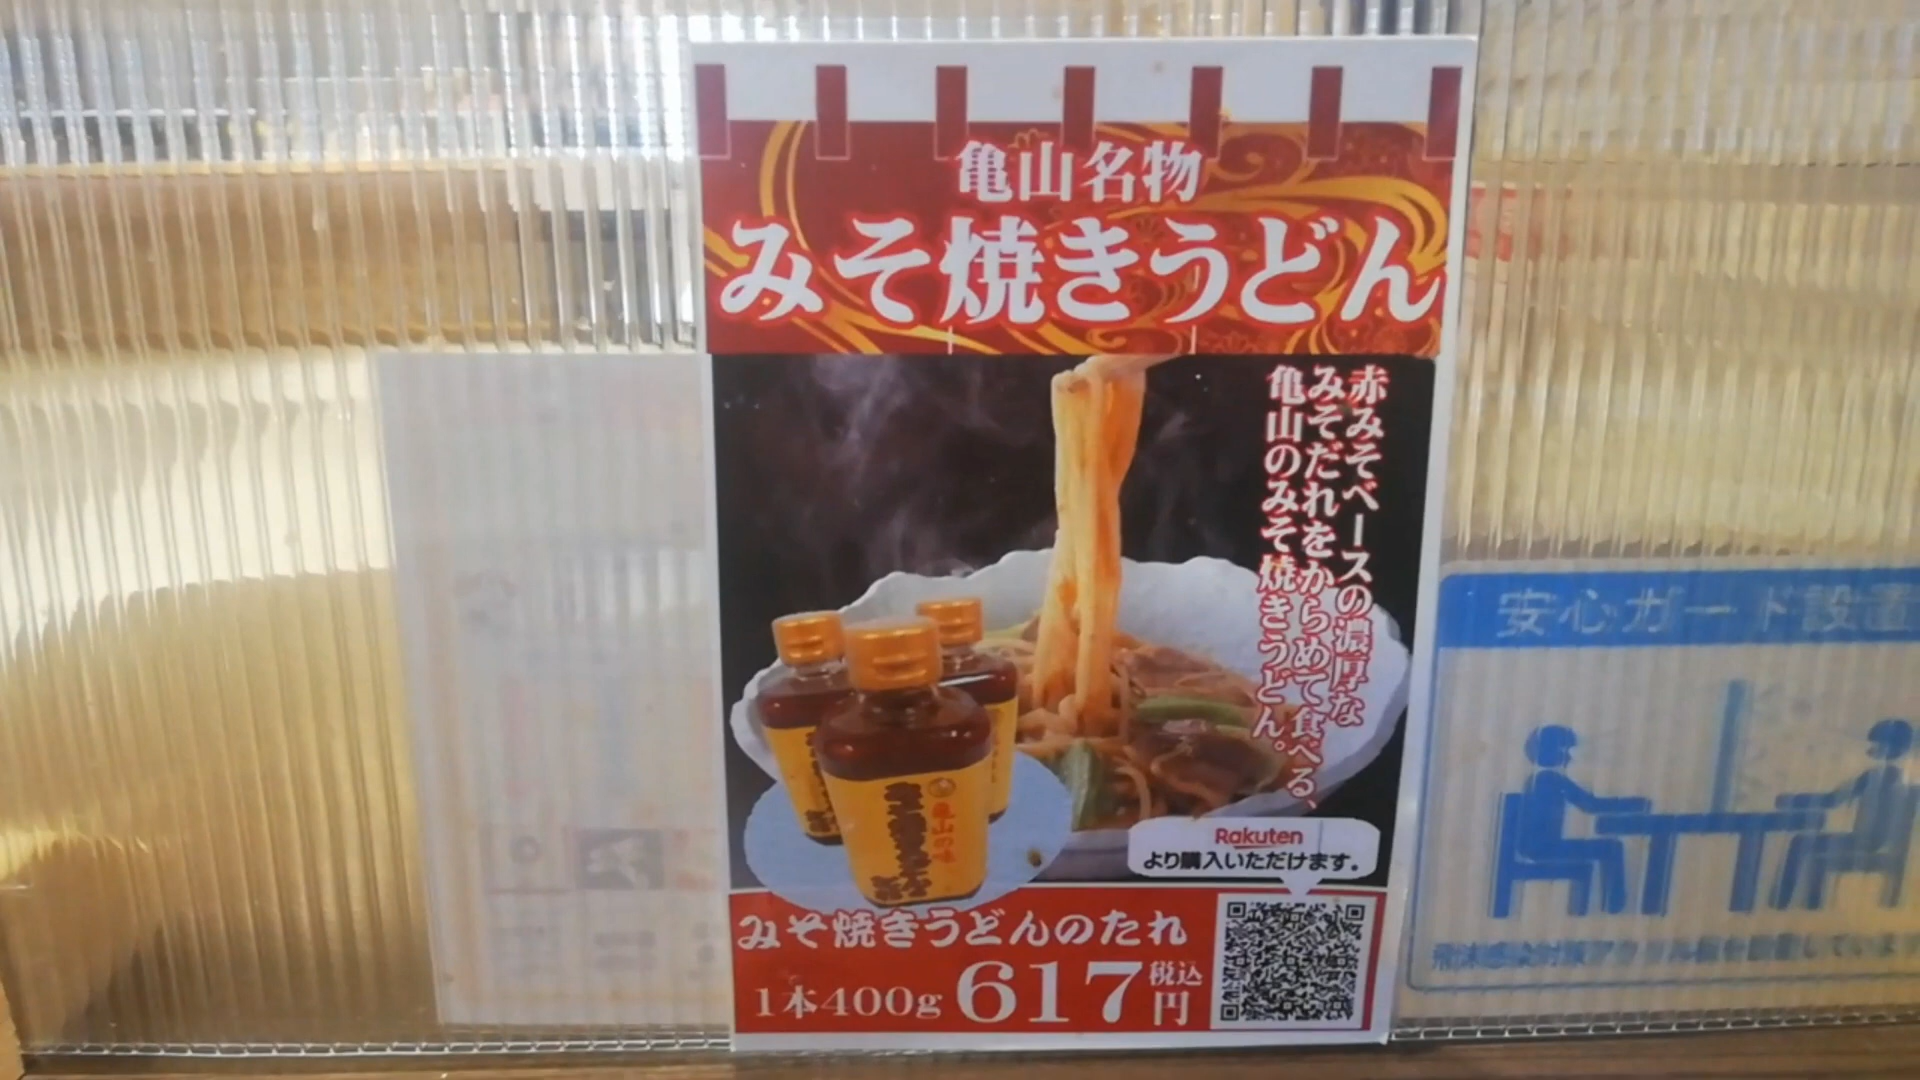 亀山名物
みそ焼きうどん
赤みそベースの濃厚な
みそだれをからめて食べる、
亀山のみそ焼きうどん。
亀山の味
Rakuten
より購入いただけます。
みそ焼きうどんのたれ
1本400g 617円 税込
安心ガード設置